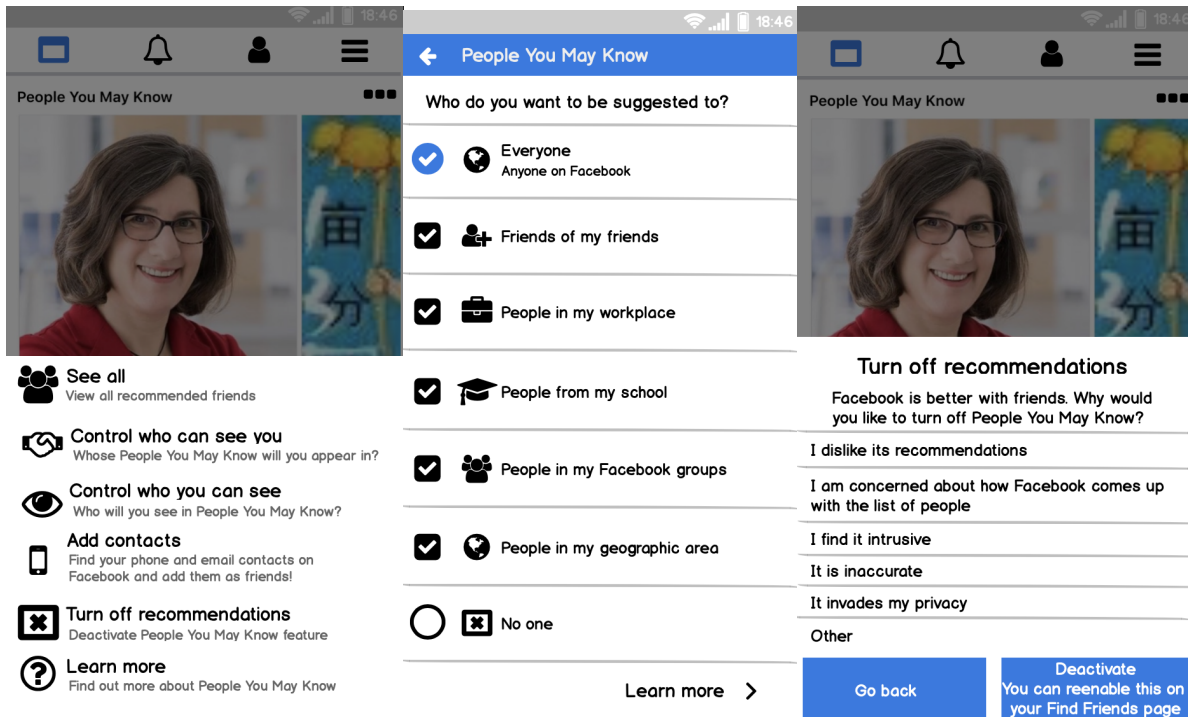 18:46
People You May Know
亩
分
See all
View all recommended friends
Control who can see you
Whose People You May Know will you appear in?
Control who you can see
Who will you see in People You May Know?
Add contacts
Find your phone and email contacts on
Facebook and add them as friends!
Turn off recommendations
Deactivate People You May Know feature
Learn more
Find out more about People You May Know
18:46
People You May Know
Who do you want to be suggested to?
Everyone
Anyone on Facebook
Friends of my friends
People in my workplace
People from my school
People in my Facebook groups
People in my geographic area
No one
Learn more
18:46
People You May Know
亩
分
Turn off recommendations
Facebook is better with friends. Why would
you like to turn off People You May Know?
I dislike its recommendations
I am concerned about how Facebook comes up
with the list of people
I find it intrusive
It is inaccurate
It invades my privacy
Other
Go back
Deactivate
You can reenable this on
your Find Friends page